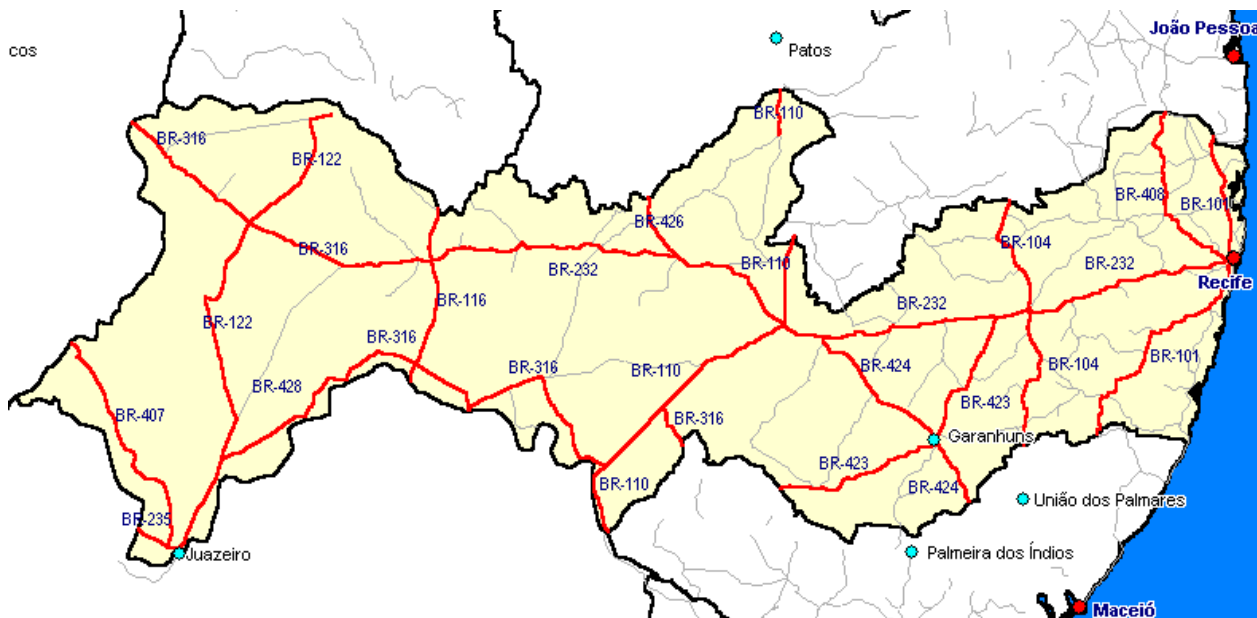 João Pessoa
cos
Patos
BR-110
BR-316
BR-122
BR-408
BR-101
BR-426
BR-104
BR-316
BR-232
BR-110
BR-232
Recife
BR-116
BR-232
BR-122
BR-316
BR-101
BR-316
BR-110
BR-424
BR-104
BR-428
BR-407
BR-316
BR-423
Garanhuns
BR-423
BR-110
BR-424
União dos Palmares
BR-235
Juazeiro
Palmeira dos Índios
Maceió